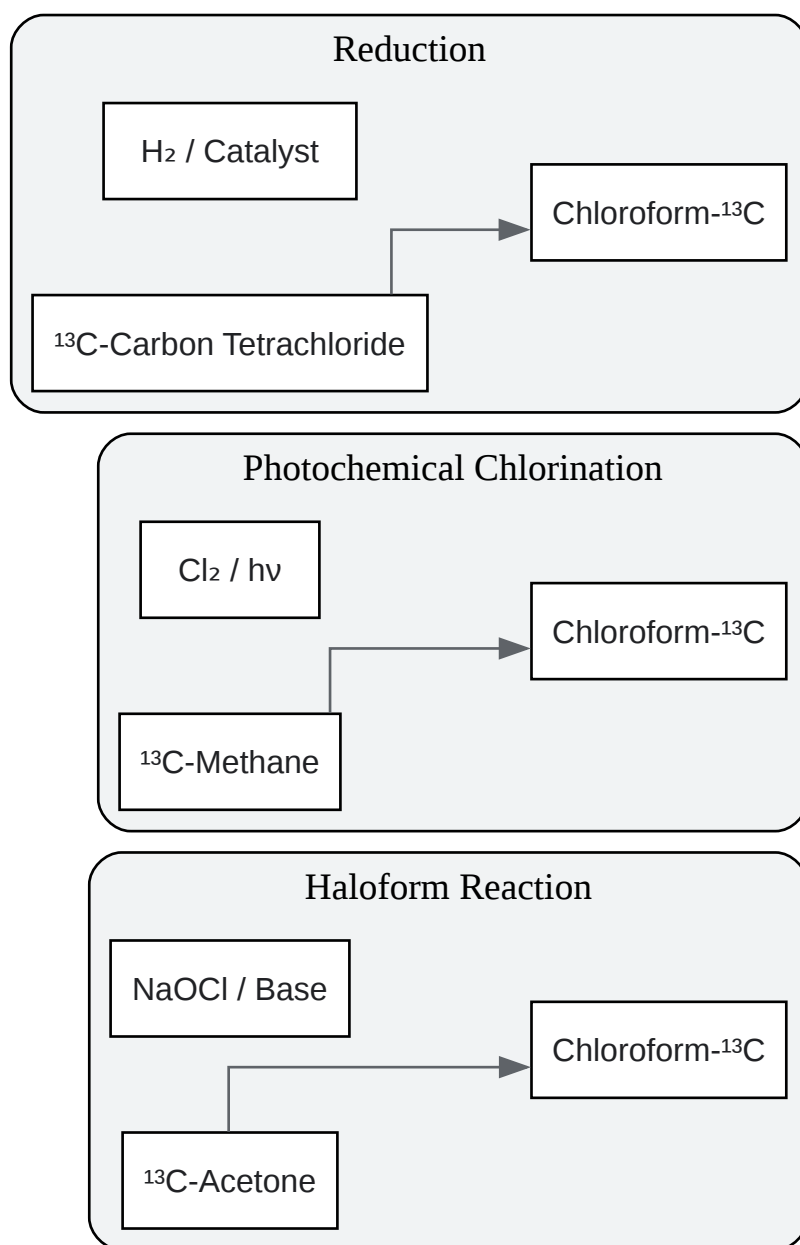 Reduction
H₂ / Catalyst
Chloroform-¹³C
¹³C-Carbon Tetrachloride
Photochemical Chlorination
Cl₂ / hν
Chloroform-¹³C
¹³C-Methane
Haloform Reaction
NaOCl / Base
Chloroform-¹³C
¹³C-Acetone